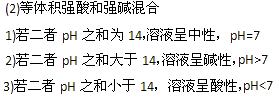 (2)等体积强酸和强碱混合
1)若二者 pH 之和为 14,溶液呈中性，pH=7
2)若二者 pH 之和大于 14，溶液呈碱性,pH>7
3)若二者 pH 之和小于 14，溶液呈酸性,pH<7